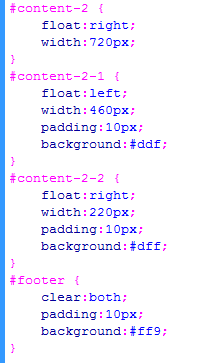 #content-2 {
float:right;
width:720px;
}
#content-2-1 {
float:left;
width:460px;
padding:10px;
background:#ddf;
}
#content-2-2 {
float:right;
width:220px;
padding:10px;
background:#dff;
}
#footer {
clear:both;
padding:10px;
background:#ff9;
}